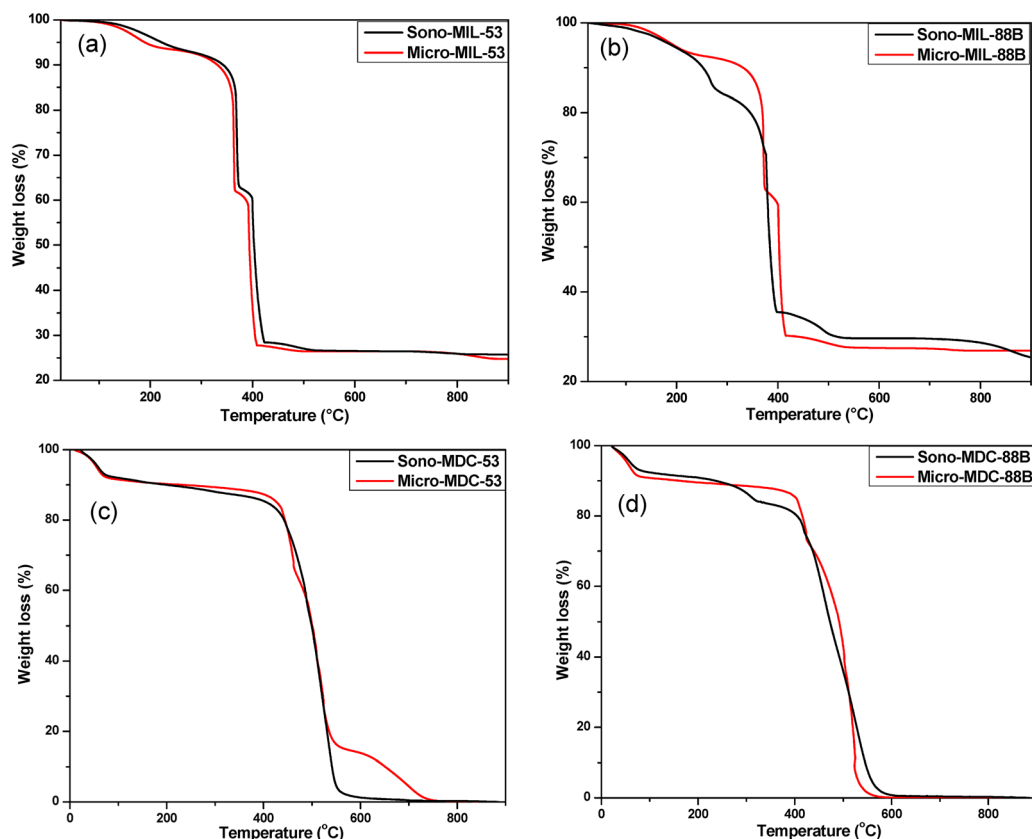 (a)
Sono-MIL-53
Micro-MIL-53
Weight loss (%)
100
90
80
70
60
50
40
30
20
200
400
600
800
Temperature (°C)
(b)
Sono-MIL-88B
Micro-MIL-88B
Weight loss (%)
100
80
60
40
20
200
400
600
800
Temperature (°C)
(c)
Sono-MDC-53
Micro-MDC-53
Weight loss (%)
100
80
60
40
20
0
0
200
400
600
800
Temperature (°C)
(d)
Sono-MDC-88B
Micro-MDC-88B
Weight loss (%)
100
80
60
40
20
0
0
200
400
600
800
Temperature (°C)